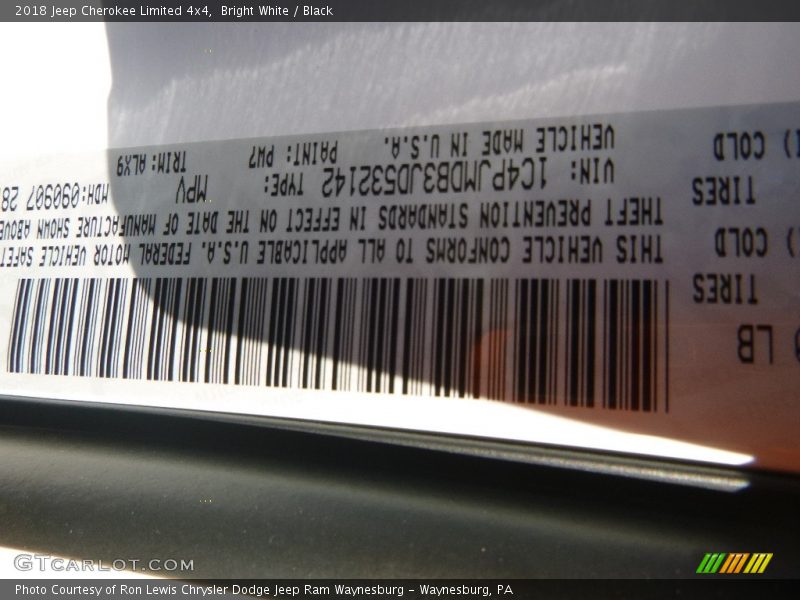 2018 Jeep Cherokee Limited 4x4, Bright White / Black
LB
TIRES
) COLD
TIRES
) COLD
THIS VEHICLE CONFORMS TO ALL APPLICABLE U.S.A. FEDERAL MOTOR VEHICLE SAFET
THEFT PREVENTION STANDARDS IN EFFECT ON THE DATE OF MANUFACTURE SHOWN ABOVE
VIN: 1C4PJMDB3JD532142 TYPE: MPV MDH:090907 28
VEHICLE MADE IN U.S.A. PAINT: PW7 TRIM:ALX9
GTCARLOT.COM
Photo Courtesy of Ron Lewis Chrysler Dodge Jeep Ram Waynesburg – Waynesburg, PA